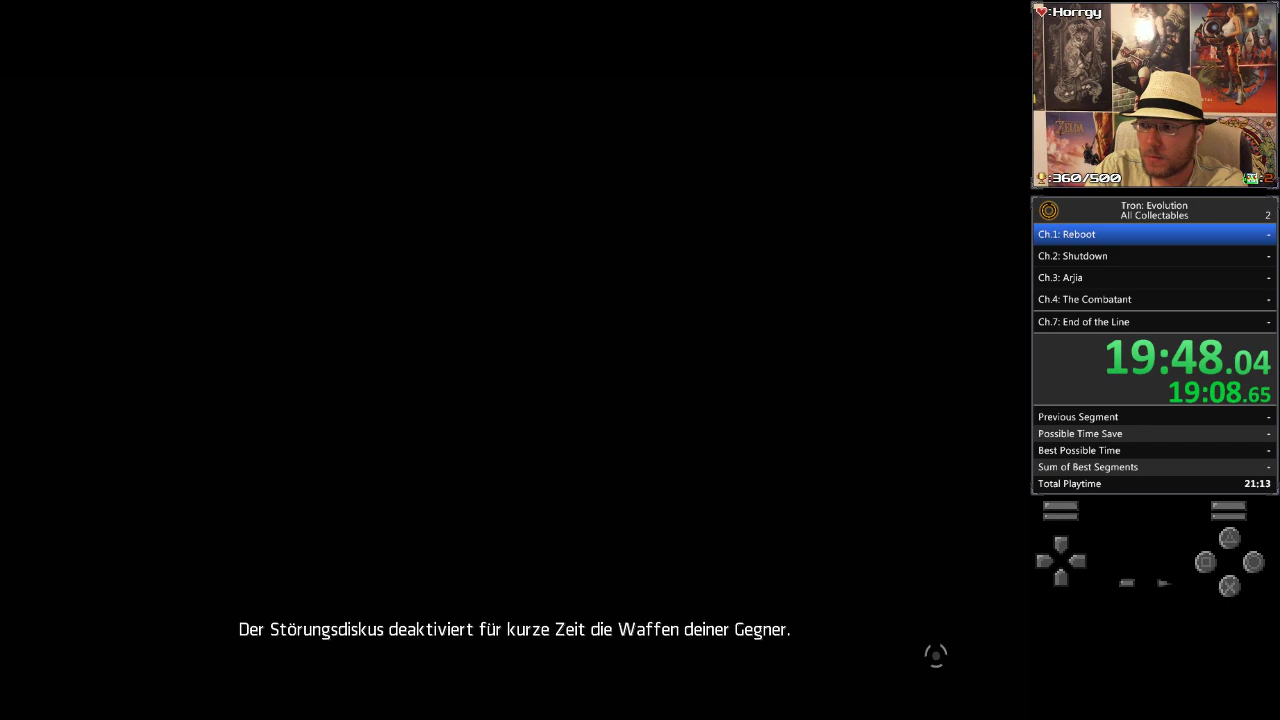 :Horrgy
ZELDA
:360/500
:2
Tron: Evolution
All Collectables
2
Ch.1: Reboot -
Ch.2: Shutdown -
Ch.3: Arjia -
Ch.4: The Combatant -
Ch.7: End of the Line -
19:48.04
19:08.65
Previous Segment -
Possible Time Save -
Best Possible Time -
Sum of Best Segments -
Total Playtime 21:13
Der Störungsdiskus deaktiviert für kurze Zeit die Waffen deiner Gegner.